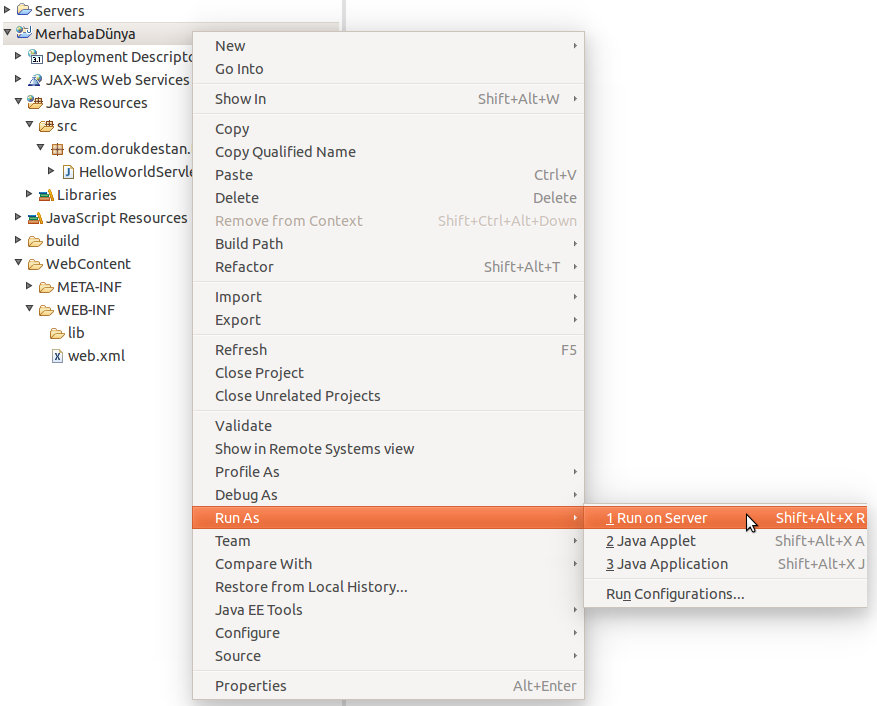 Servers
MerhabaDünya
Deployment Descripto
JAX-WS Web Services
Java Resources
src
com.dorukdestan.
HelloWorldServle
Libraries
JavaScript Resources
build
WebContent
META-INF
WEB-INF
lib
web.xml
New
Go Into
Show In Shift+Alt+W
Copy
Copy Qualified Name
Paste Ctrl+V
Delete Delete
Remove from Context Shift+Ctrl+Alt+Down
Build Path
Refactor Shift+Alt+T
Import
Export
Refresh F5
Close Project
Close Unrelated Projects
Validate
Show in Remote Systems view
Profile As
Debug As
Run As
Team
Compare With
Restore from Local History...
Java EE Tools
Configure
Source
Properties Alt+Enter
1 Run on Server Shift+Alt+X R
2 Java Applet Shift+Alt+X A
3 Java Application Shift+Alt+X J
Run Configurations...